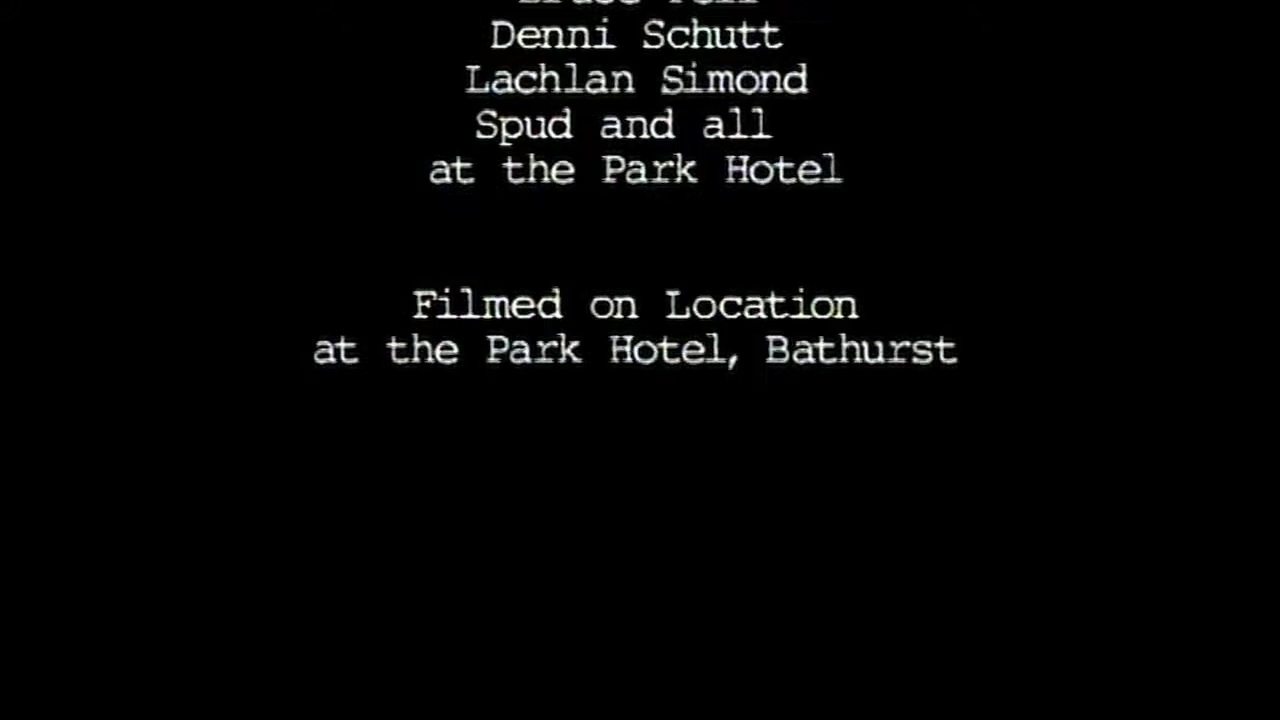 Denni Schutt
Lachlan Simond
Spud and all
at the Park Hotel
Filmed on Location
at the Park Hotel, Bathurst